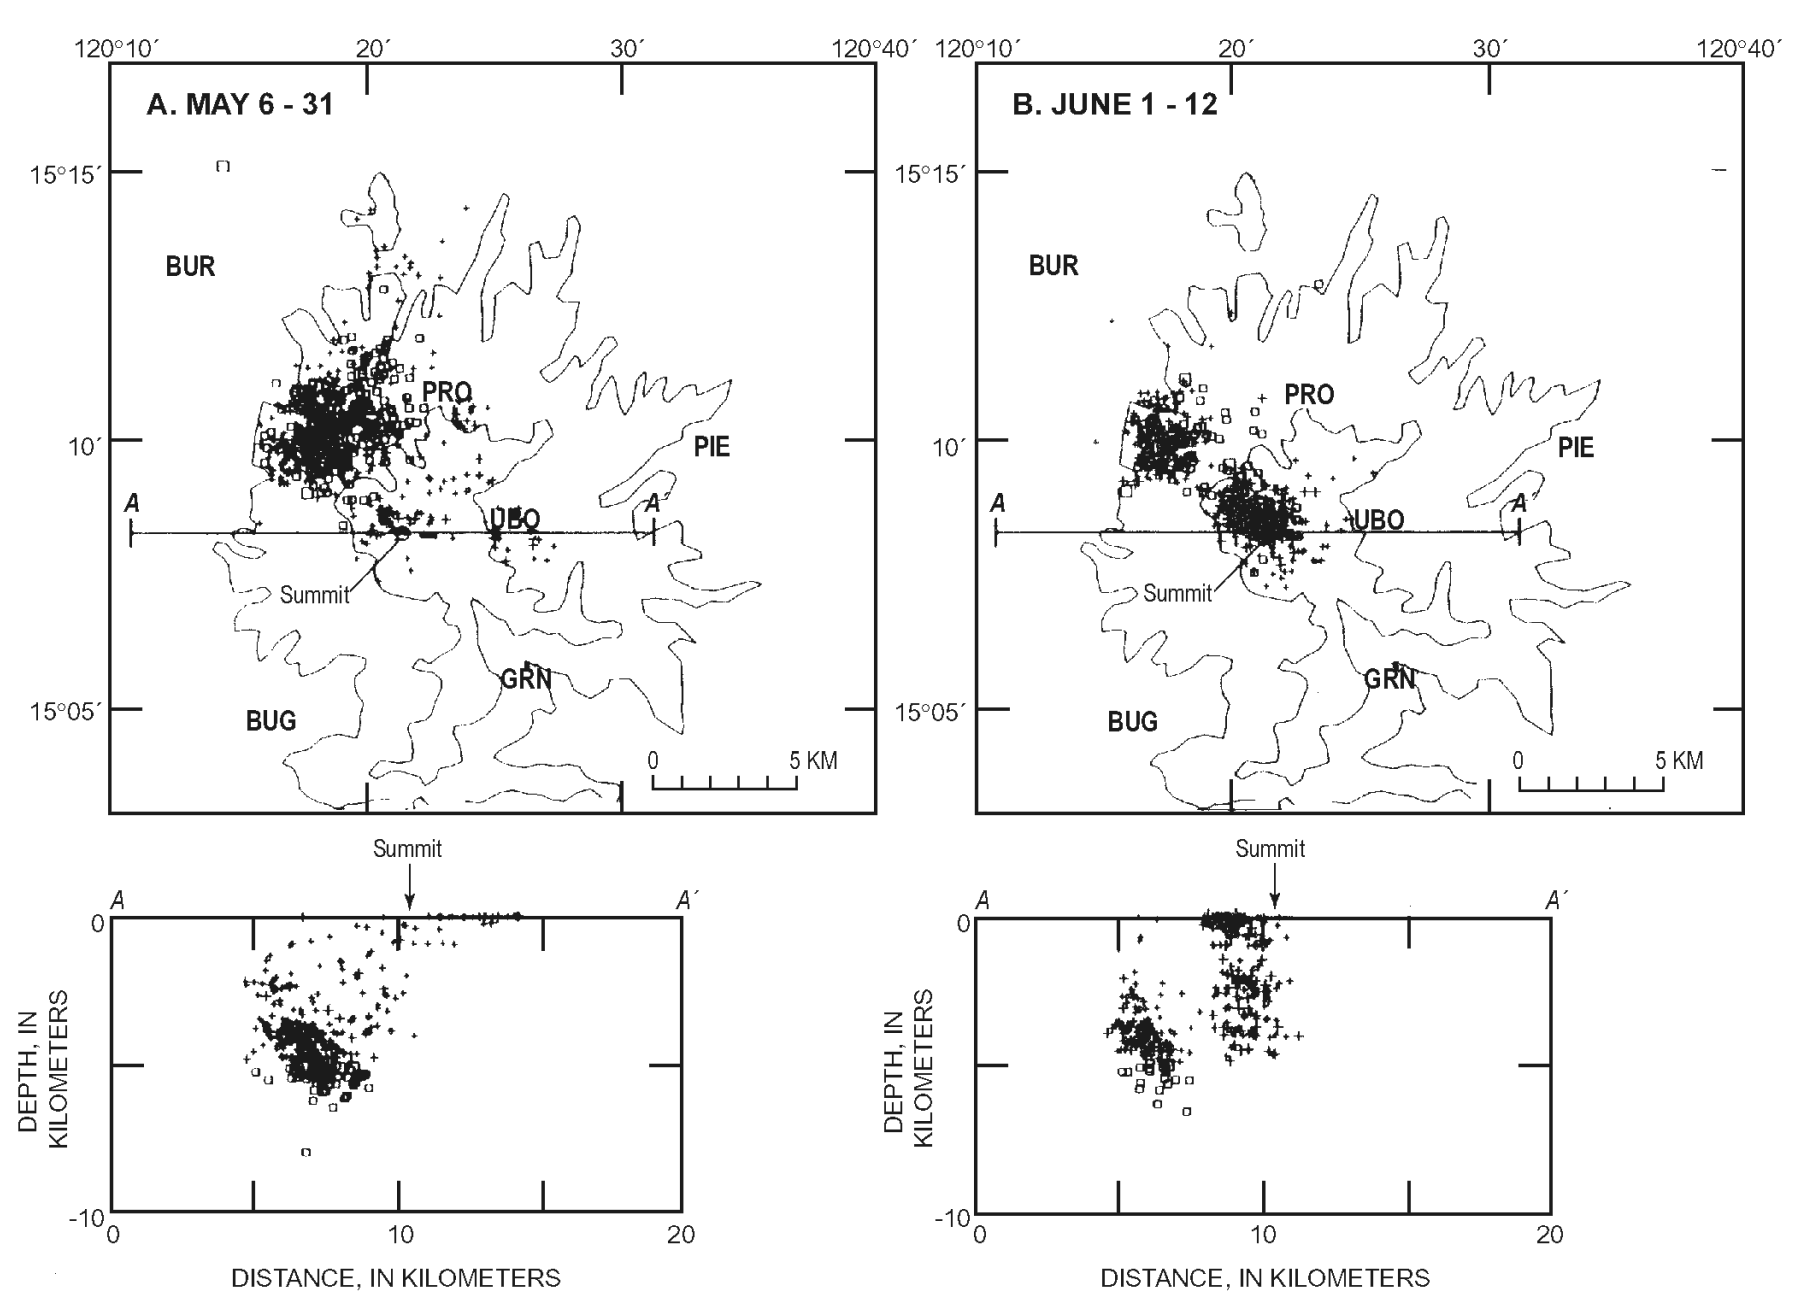 120°10´ 20´ 30´ 120°40´ 120°10´ 20´ 30´ 120°40´
A. MAY 6 - 31 B. JUNE 1 - 12
15°15´ 15°15´
BUR BUR
PRO PRO
10´ PIE 10´ PIE
A A A A
UBO UBO
Summit Summit
GRN GRN
15°05´ 15°05´
BUG BUG
0 5 KM 0 5 KM
Summit Summit
A A´ A A´
0 0
DEPTH, IN
KILOMETERS
DEPTH, IN
KILOMETERS
-10 -10
0 10 20 0 10 20
DISTANCE, IN KILOMETERS DISTANCE, IN KILOMETERS